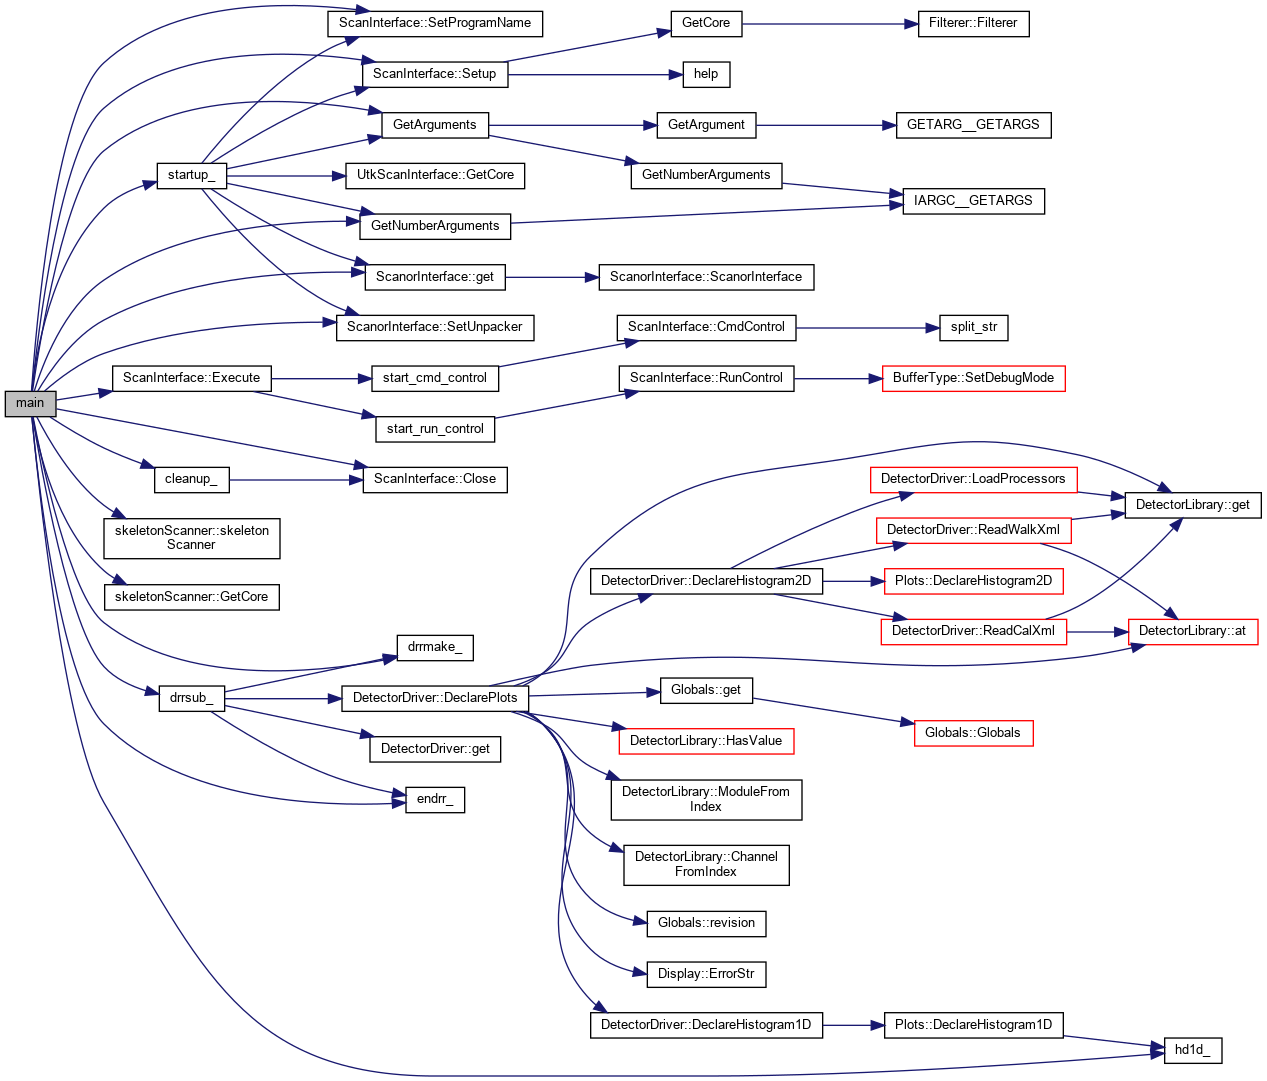 ScanInterface::SetProgramName
GetCore
Filterer::Filterer
ScanInterface::Setup
help
GetArguments
GetArgument
GETARG__GETARGS
startup_
UtkScanInterface::GetCore
GetNumberArguments
IARGC__GETARGS
GetNumberArguments
ScanorInterface::get
ScanorInterface::ScanorInterface
ScanorInterface::SetUnpacker
ScanInterface::CmdControl
split_str
ScanInterface::Execute
start_cmd_control
ScanInterface::RunControl
BufferType::SetDebugMode
main
start_run_control
cleanup_
ScanInterface::Close
DetectorDriver::LoadProcessors
DetectorLibrary::get
skeletonScanner::skeleton
Scanner
DetectorDriver::ReadWalkXml
skeletonScanner::GetCore
DetectorDriver::DeclareHistogram2D
Plots::DeclareHistogram2D
DetectorDriver::ReadCalXml
DetectorLibrary::at
drrmake_
drrsub_
DetectorDriver::DeclarePlots
Globals::get
Globals::Globals
DetectorDriver::get
DetectorLibrary::HasValue
endrr_
DetectorLibrary::ModuleFrom
Index
DetectorLibrary::Channel
FromIndex
Globals::revision
Display::ErrorStr
DetectorDriver::DeclareHistogram1D
Plots::DeclareHistogram1D
hd1d_